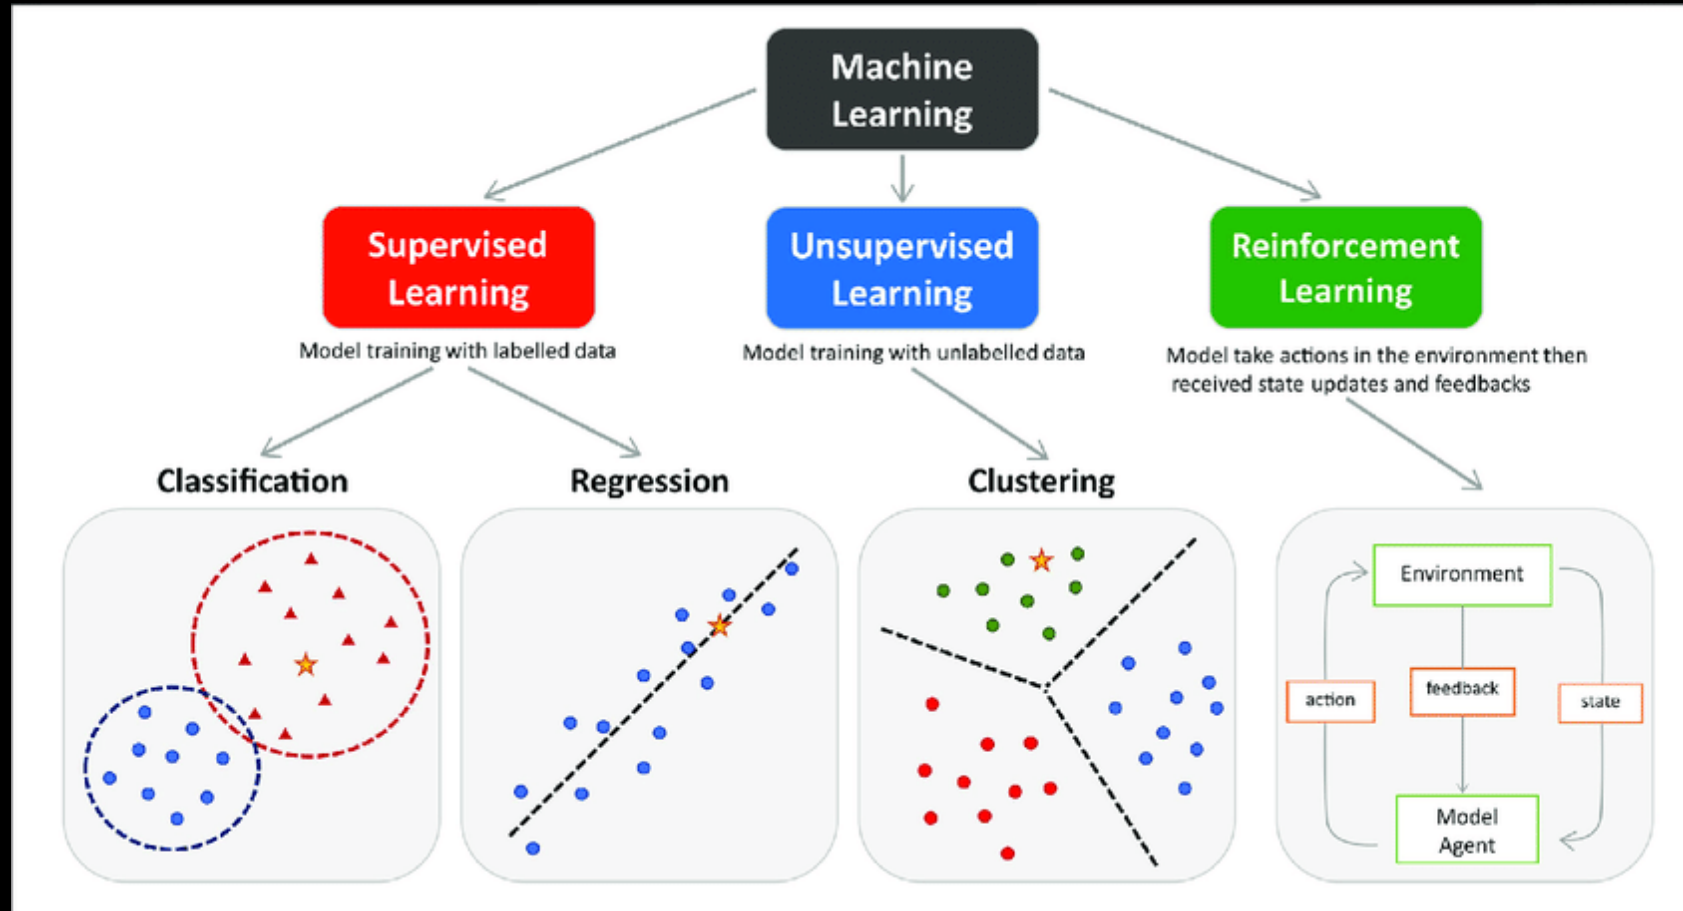 Machine
Learning
Supervised
Learning
Unsupervised
Learning
Reinforcement
Learning
Model training with labelled data
Model training with unlabelled data
Model take actions in the environment then
received state updates and feedbacks
Classification
Regression
Clustering
Environment
action
feedback
state
Model
Agent